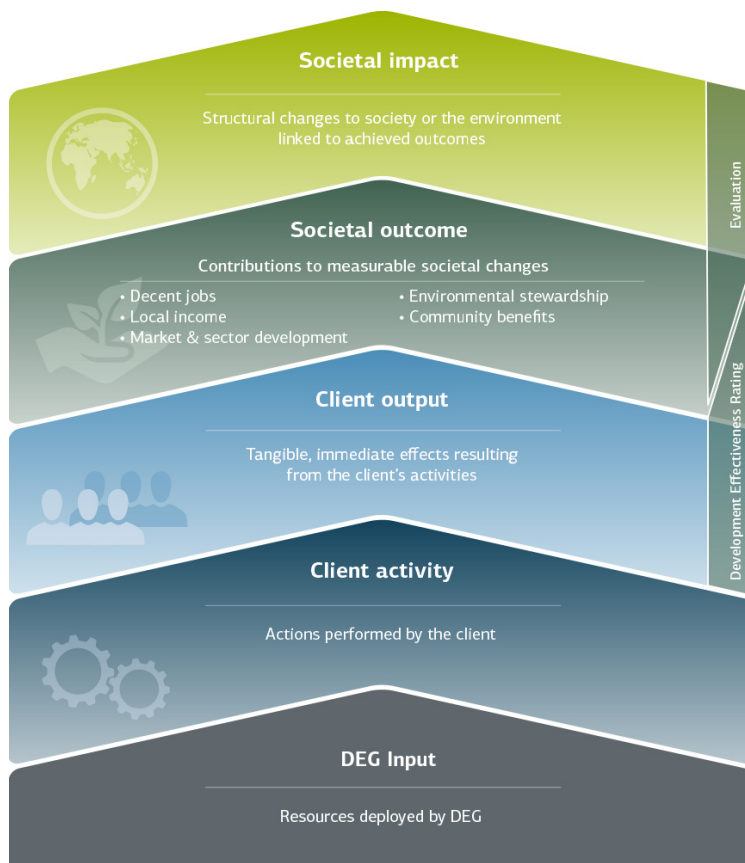 Societal impact
Structural changes to society or the environment
linked to achieved outcomes
Evaluation
Societal outcome
Contributions to measurable societal changes
• Decent jobs
• Local income
• Market & sector development
• Environmental stewardship
• Community benefits
Client output
Tangible, immediate effects resulting
from the client's activities
Development Effectiveness Rating
Client activity
Actions performed by the client
DEG Input
Resources deployed by DEG